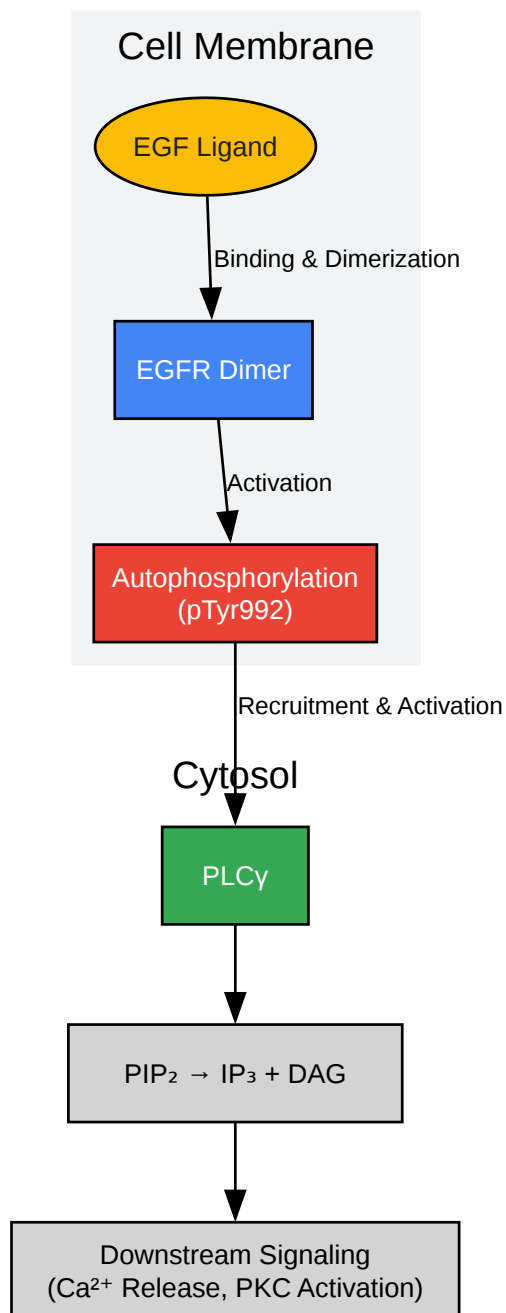 Cell Membrane
EGF Ligand
Binding & Dimerization
EGFR Dimer
Activation
Autophosphorylation
(pTyr992)
Recruitment & Activation
Cytosol
PLCγ
PIP₂ → IP₃ + DAG
Downstream Signaling
(Ca²⁺ Release, PKC Activation)